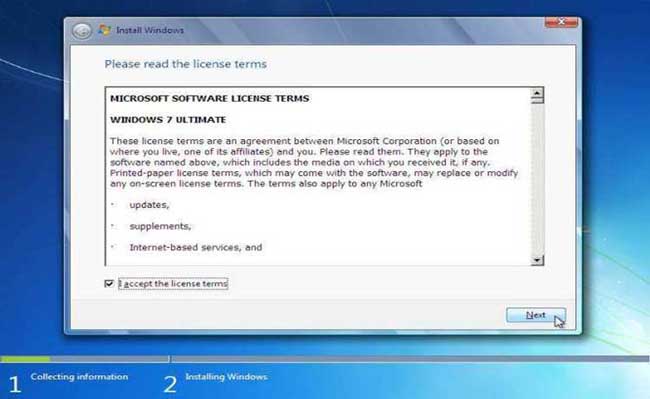 Install Windows
Please read the license terms
MICROSOFT SOFTWARE LICENSE TERMS
WINDOWS 7 ULTIMATE
These license terms are an agreement between Microsoft Corporation (or based on
where you live, one of its affiliates) and you. Please read them. They apply to the
software named above, which includes the media on which you received it, if any.
Printed-paper license terms, which may come with the software, may replace or modify
any on-screen license terms. The terms also apply to any Microsoft
· updates,
· supplements,
· Internet-based services, and
I accept the license terms
Next
1 Collecting information
2 Installing Windows